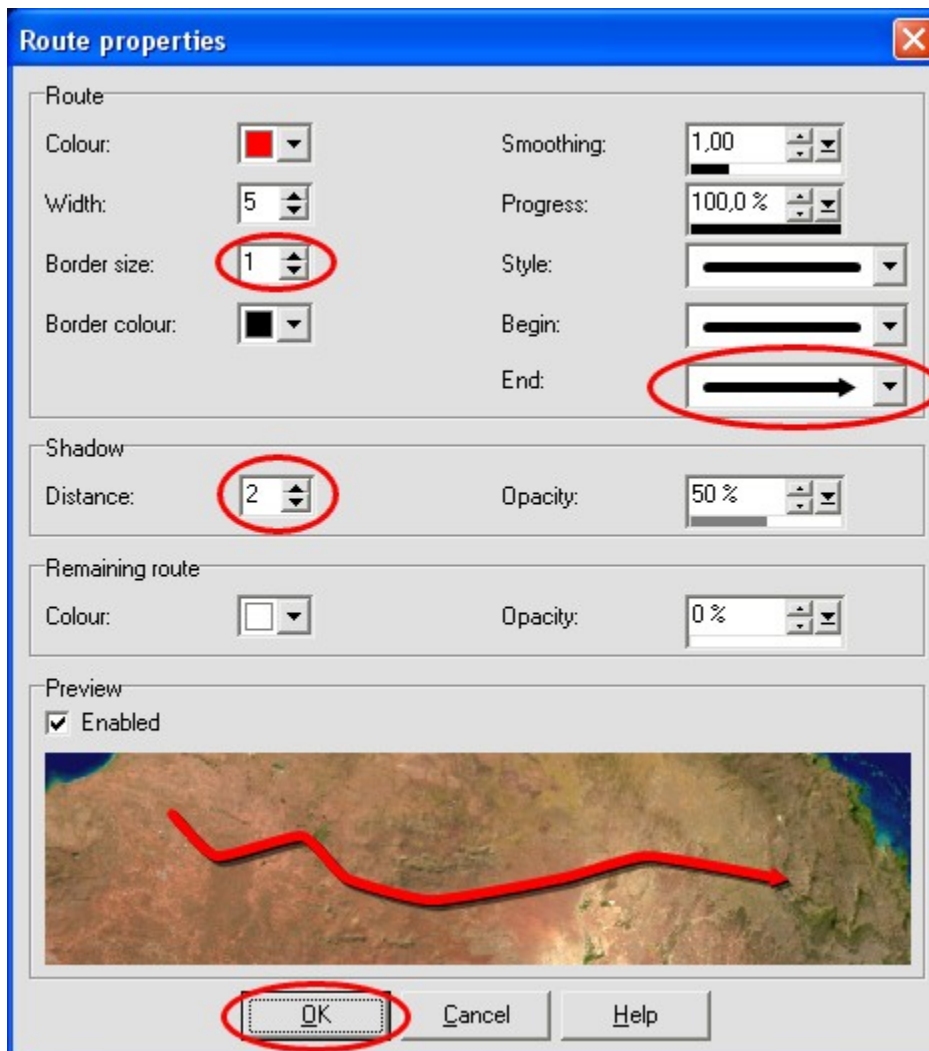 Route properties
Route
Colour:
Smoothing: 1,00
Width: 5
Progress: 100,0 %
Border size: 1
Style:
Border colour:
Begin:
End:
Shadow
Distance: 2
Opacity: 50 %
Remaining route
Colour:
Opacity: 0 %
Preview
Enabled
OK Cancel Help